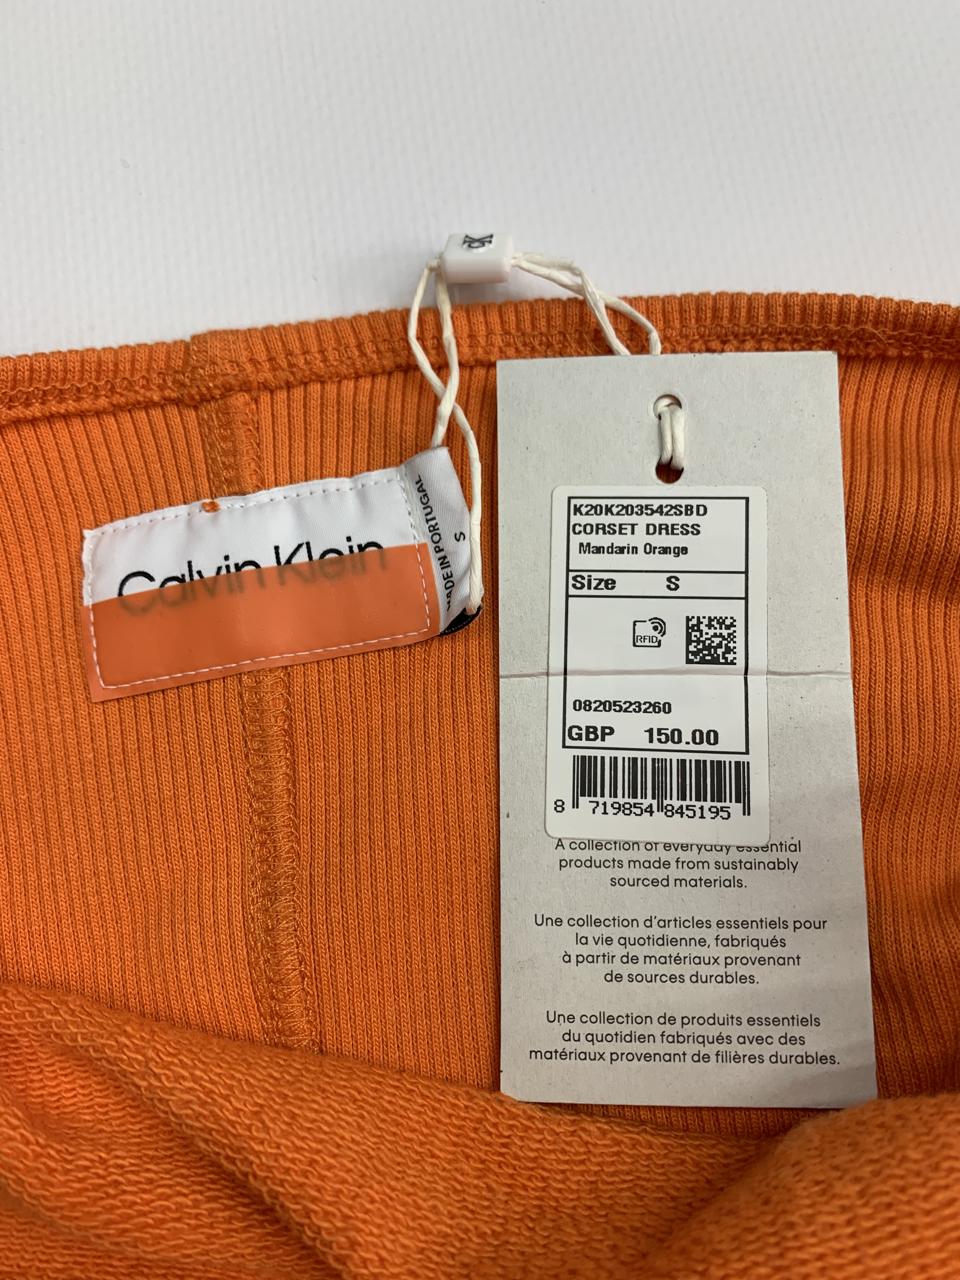 CK
Calvin Klein
MADE IN PORTUGAL
S
K20K203542SBD
CORSET DRESS
Mandarin Orange
Size S
RFID
0820523260
GBP 150.00
8 719854 845195
A collection of everyday essential
products made from sustainably
sourced materials.
Une collection d'articles essentiels pour
la vie quotidienne, fabriqués
à partir de matériaux provenant
de sources durables.
Une collection de produits essentiels
du quotidien fabriqués avec des
matériaux provenant de filières durables.